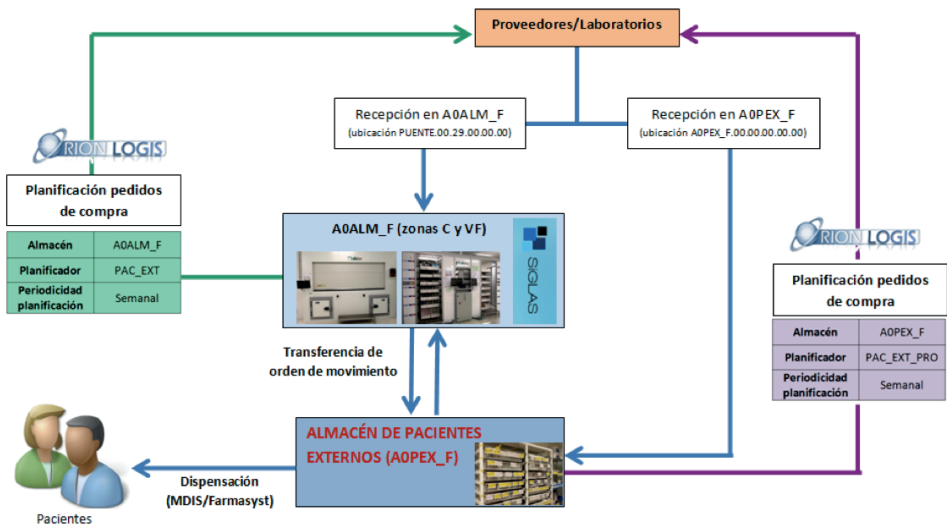 Proveedores/Laboratorios
Recepción en A0ALM_F
(ubicación PUENTE.00.29.00.00.00)
Recepción en A0PEX_F
(ubicación A0PEX_F.00.00.00.00.00)
ORION LOGIS
Planificación pedidos
de compra
Almacén A0ALM_F
Planificador PAC_EXT
Periodicidad
planificación Semanal
A0ALM_F (zonas C y VF)
SIGLAS
ORION LOGIS
Planificación pedidos
de compra
Almacén A0PEX_F
Planificador PAC_EXT_PRO
Periodicidad
planificación Semanal
Transferencia de
orden de movimiento
ALMACÉN DE PACIENTES
EXTERNOS (A0PEX_F)
Dispensación
(MDIS/Farmasyst)
Pacientes